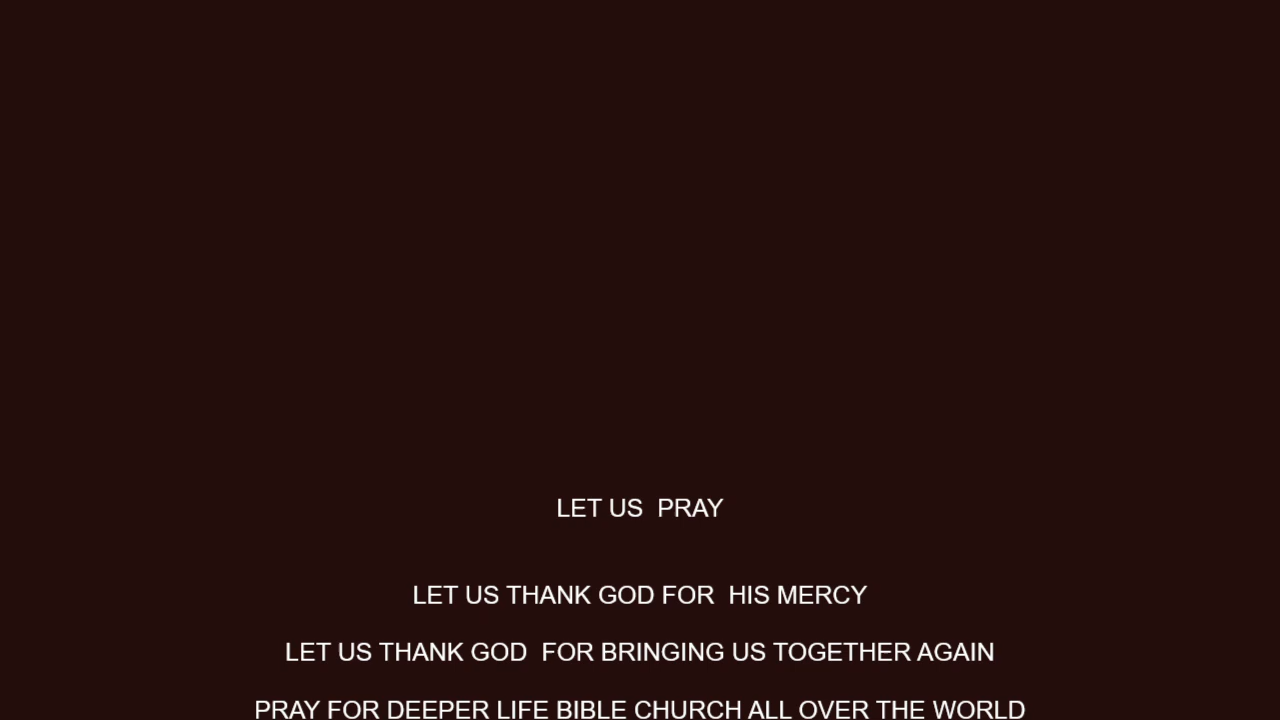 LET US  PRAY
LET US THANK GOD FOR  HIS MERCY
LET US THANK GOD  FOR BRINGING US TOGETHER AGAIN
PRAY FOR DEEPER LIFE BIBLE CHURCH ALL OVER THE WORLD